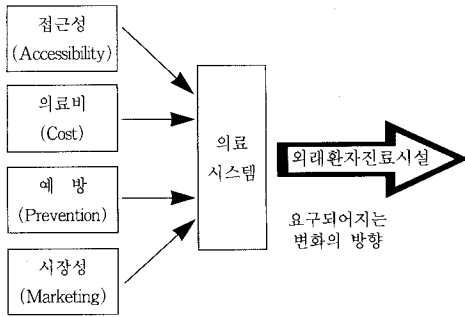 접근성
(Accessibility)
의료비
(Cost)
예 방
(Prevention)
시장성
(Marketing)
의료
시스템
외래환자진료시설
요구되어지는
변화의 방향